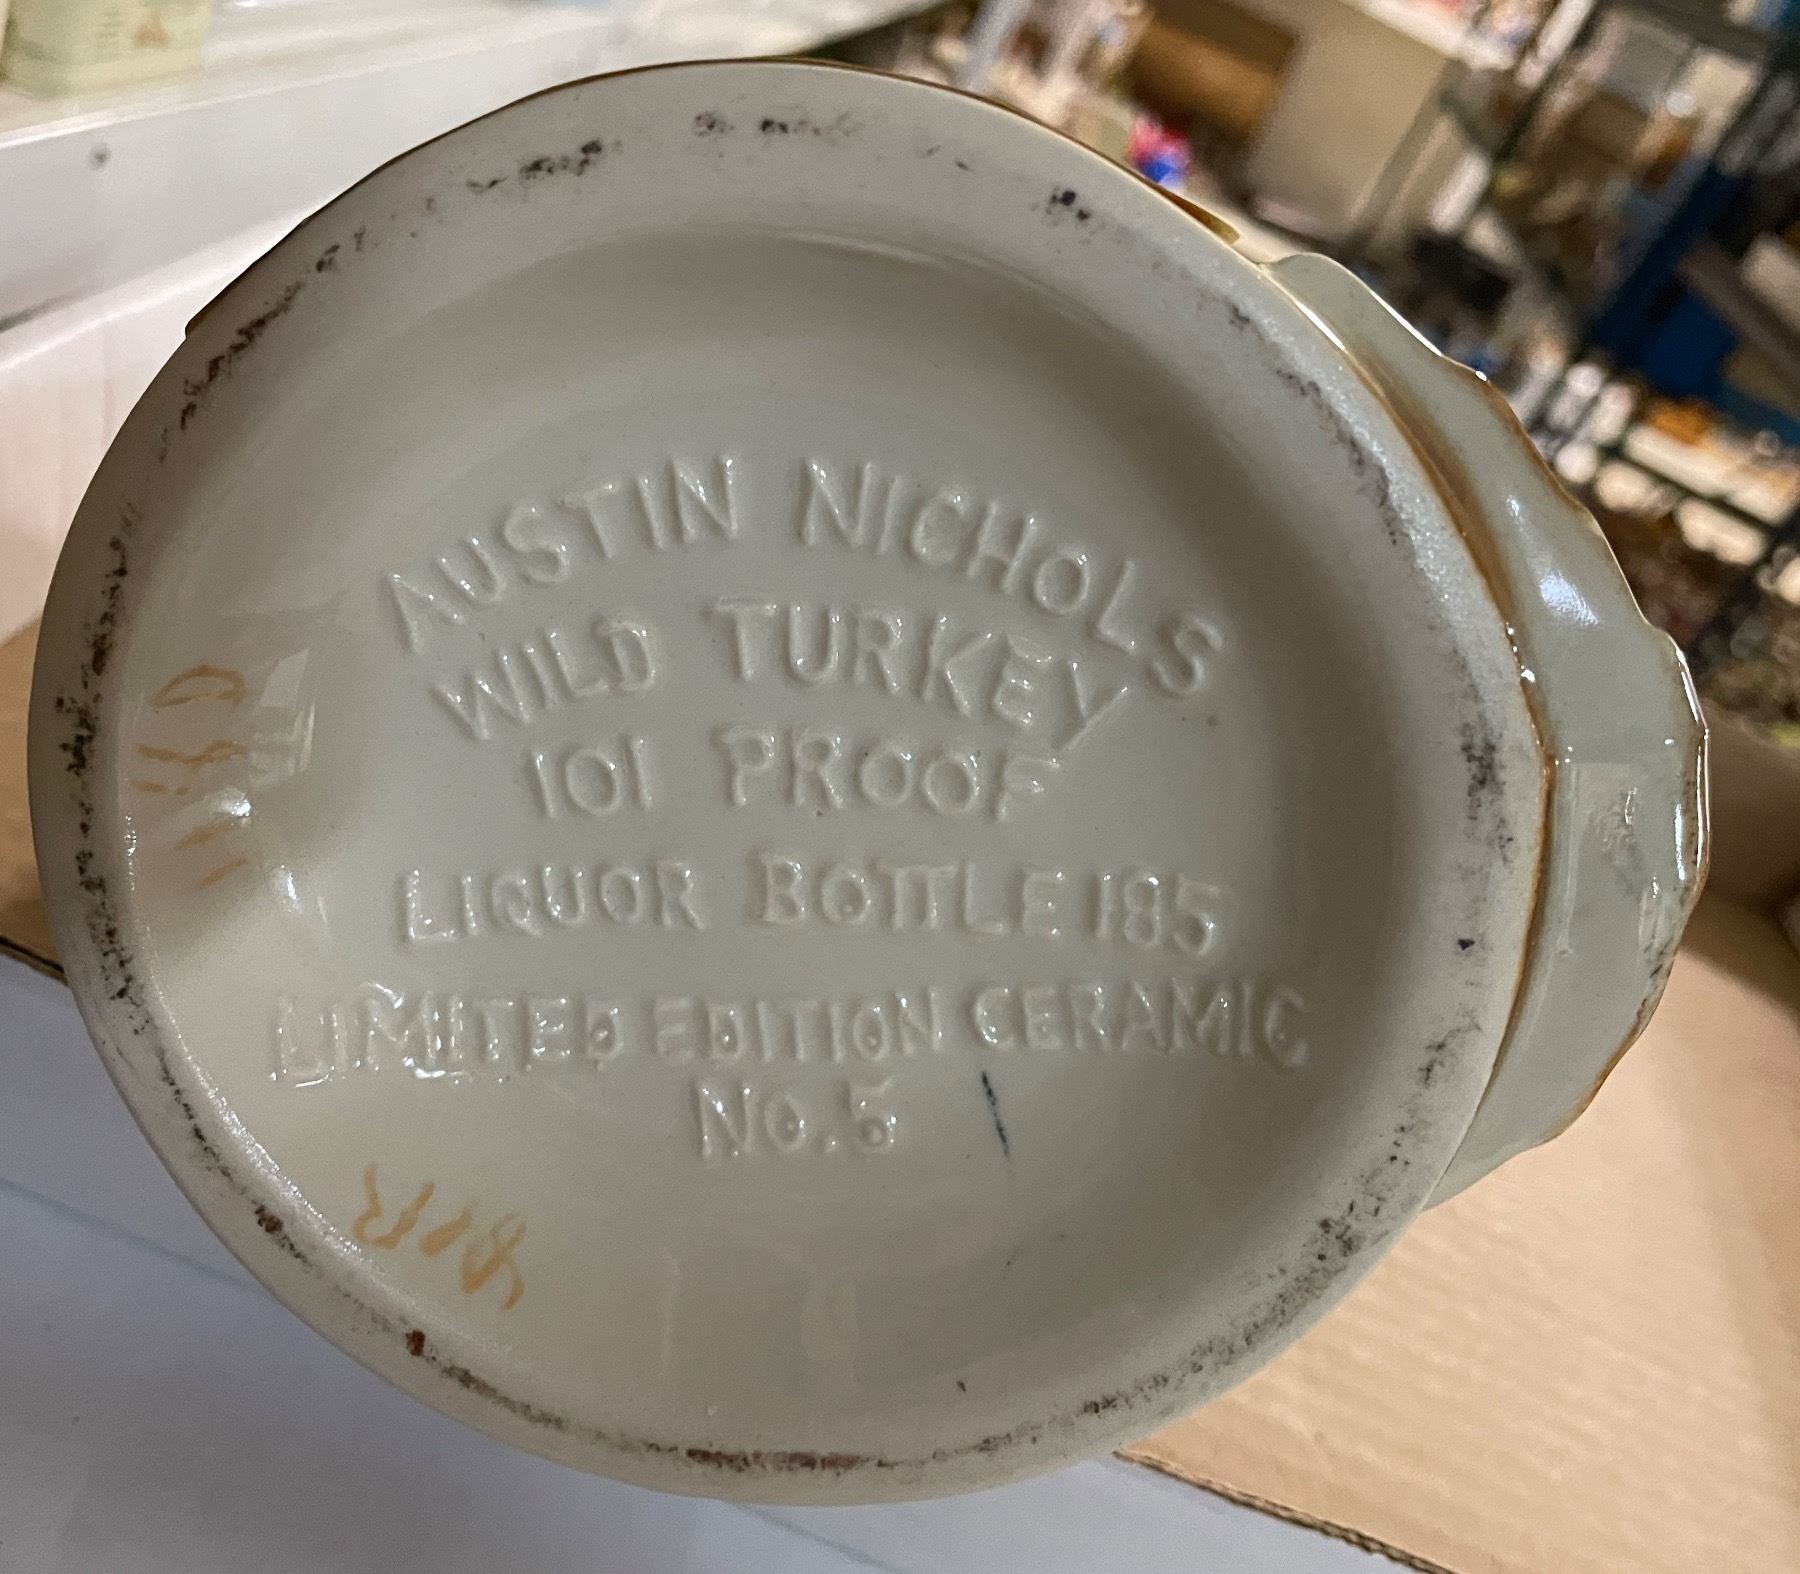 AUSTIN NICHOLS
WILD TURKEY
101 PROOF
LIQUOR BOTTLE 185
LIMITED EDITION CERAMIC
No. 5